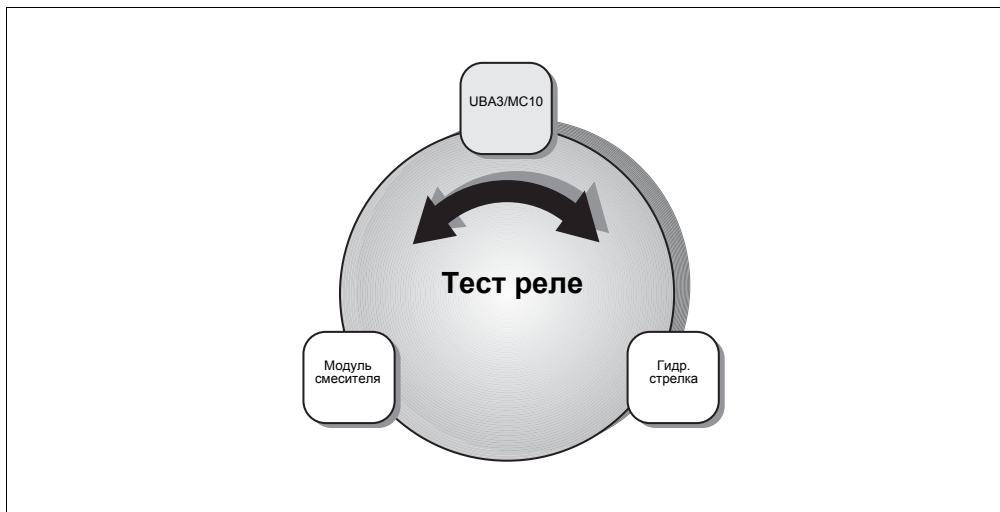 UBA3/MC10
Тест реле
Модуль
смесителя
Гидр.
стрелка